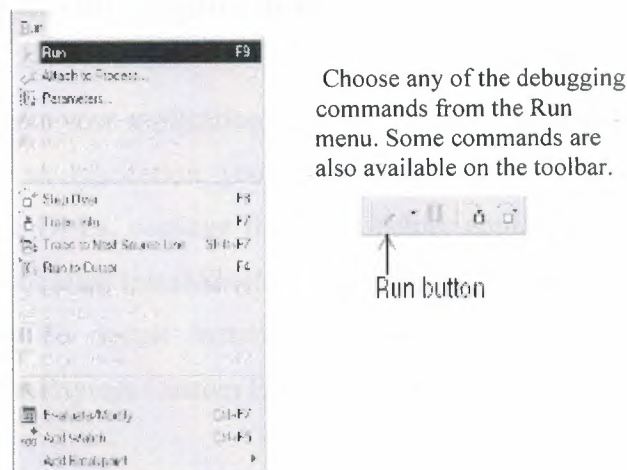 Run
Run F9
Attach to Process...
Parameters...
Step Over F8
Trace Into F7
Trace to Next Source Line Shift+F7
Run to Cursor F4
Evaluate/Modify Ctrl+F7
Add Watch Ctrl+F5
Add Breakpoint
Choose any of the debugging
commands from the Run
menu. Some commands are
also available on the toolbar.
Run button